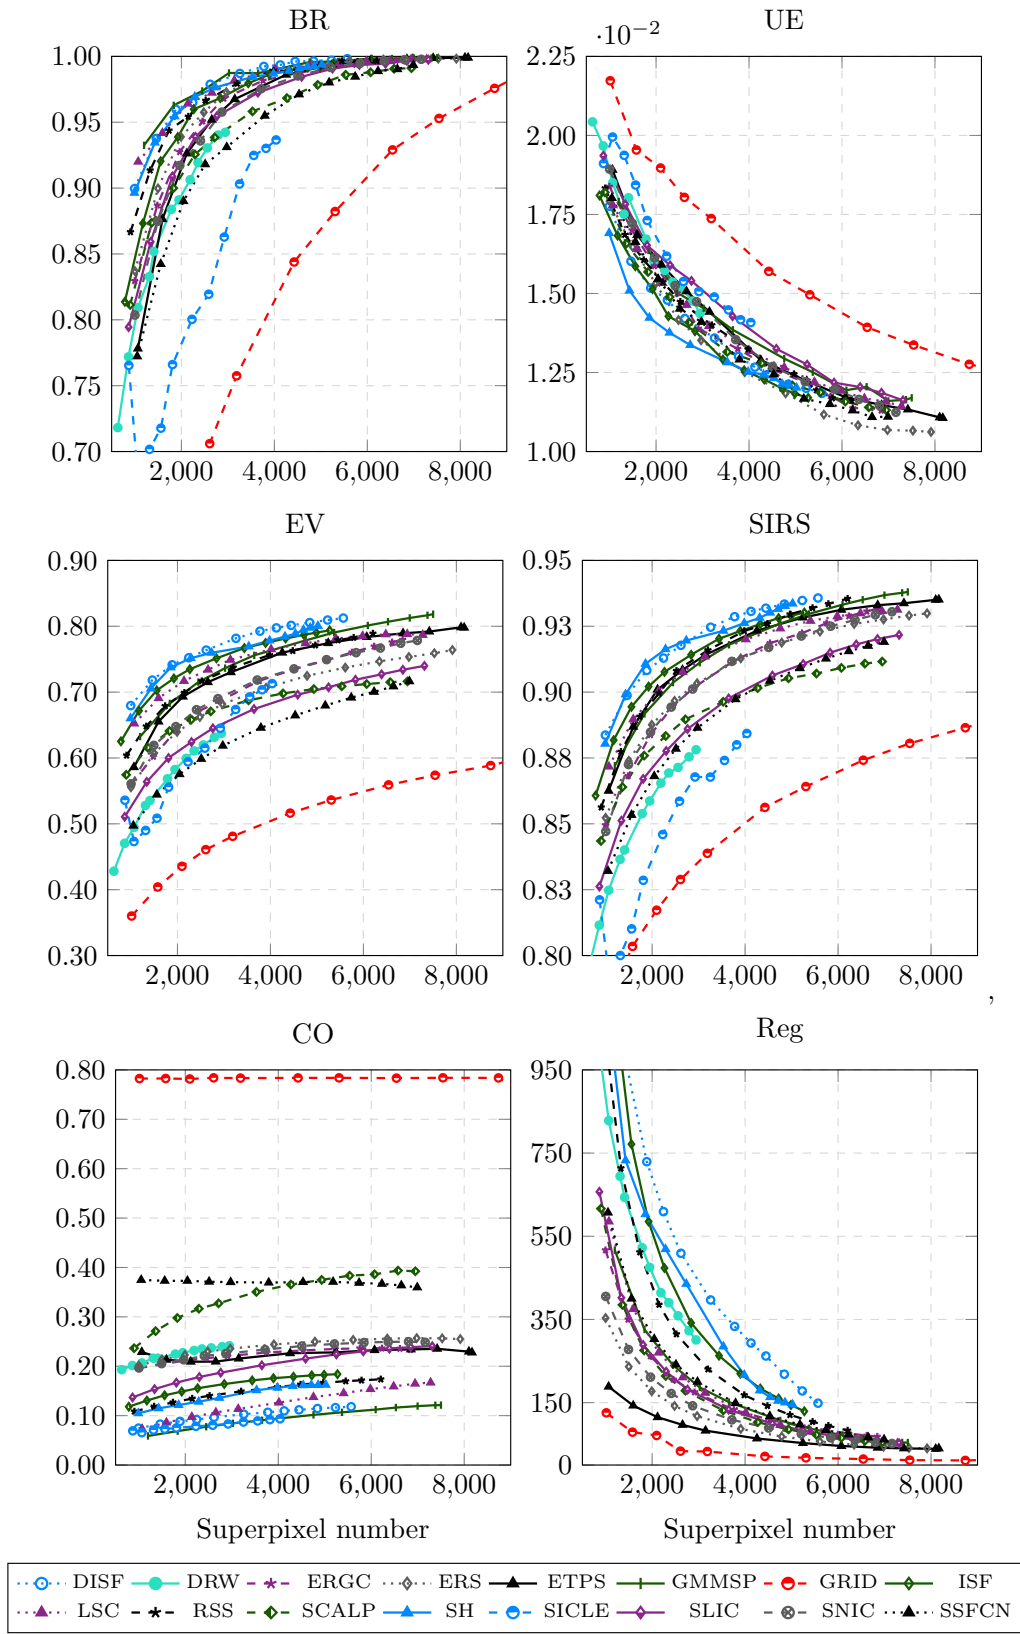 BR
1.00
0.95
0.90
0.85
0.80
0.75
0.70
2,000 4,000 6,000 8,000
UE
·10−2
2.25
2.00
1.75
1.50
1.25
1.00
2,000 4,000 6,000 8,000
EV
0.90
0.80
0.70
0.60
0.50
0.40
0.30
2,000 4,000 6,000 8,000
SIRS
0.95
0.93
0.90
0.88
0.85
0.83
0.80
2,000 4,000 6,000 8,000
,
CO
0.80
0.70
0.60
0.50
0.40
0.30
0.20
0.10
0.00
2,000 4,000 6,000 8,000
Superpixel number
Reg
950
750
550
350
150
0
2,000 4,000 6,000 8,000
Superpixel number
DISF DRW ERGC ERS ETPS GMMSP GRID ISF
LSC RSS SCALP SH SICLE SLIC SNIC SSFCN